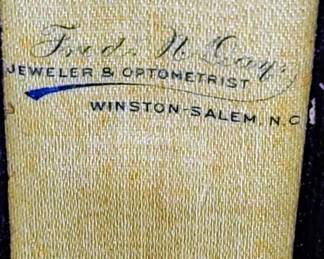 Fred. N. Day
JEWELER & OPTOMETRIST
WINSTON-SALEM, N.C